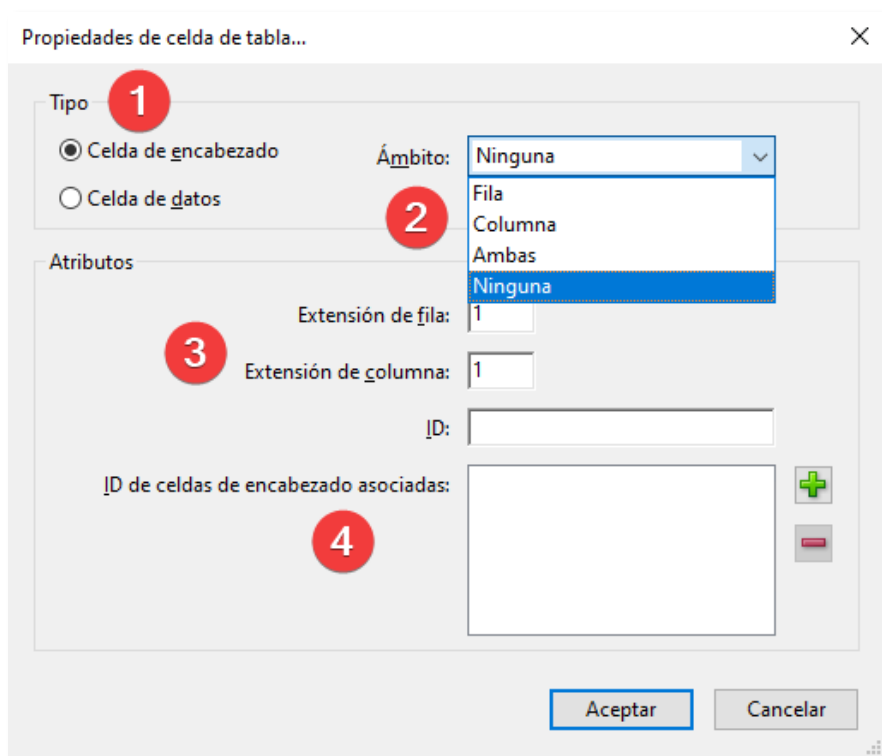 Propiedades de celda de tabla...
Tipo
1
Celda de encabezado
Ámbito:
Ninguna
Celda de datos
2
Fila
Columna
Ambas
Ninguna
Atributos
Extensión de fila:
1
3
Extensión de columna:
1
ID:
ID de celdas de encabezado asociadas:
4
Aceptar
Cancelar